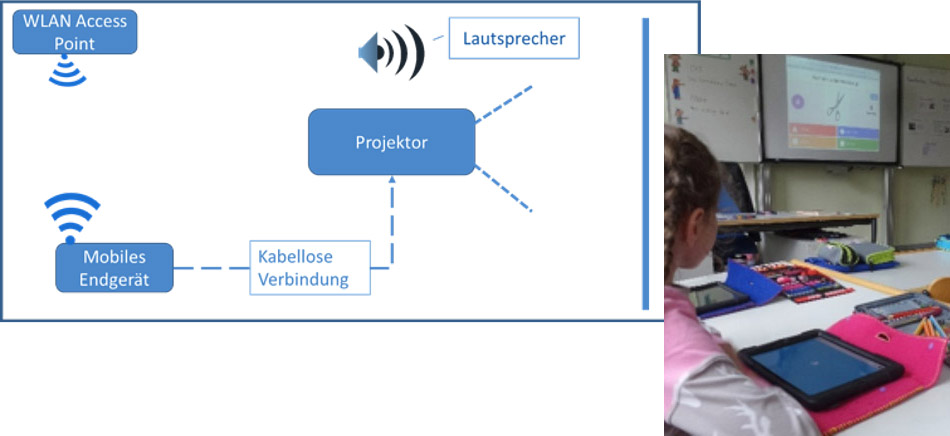 WLAN Access
Point
Lautsprecher
Projektor
Mobiles
Endgerät
Kabellose
Verbindung